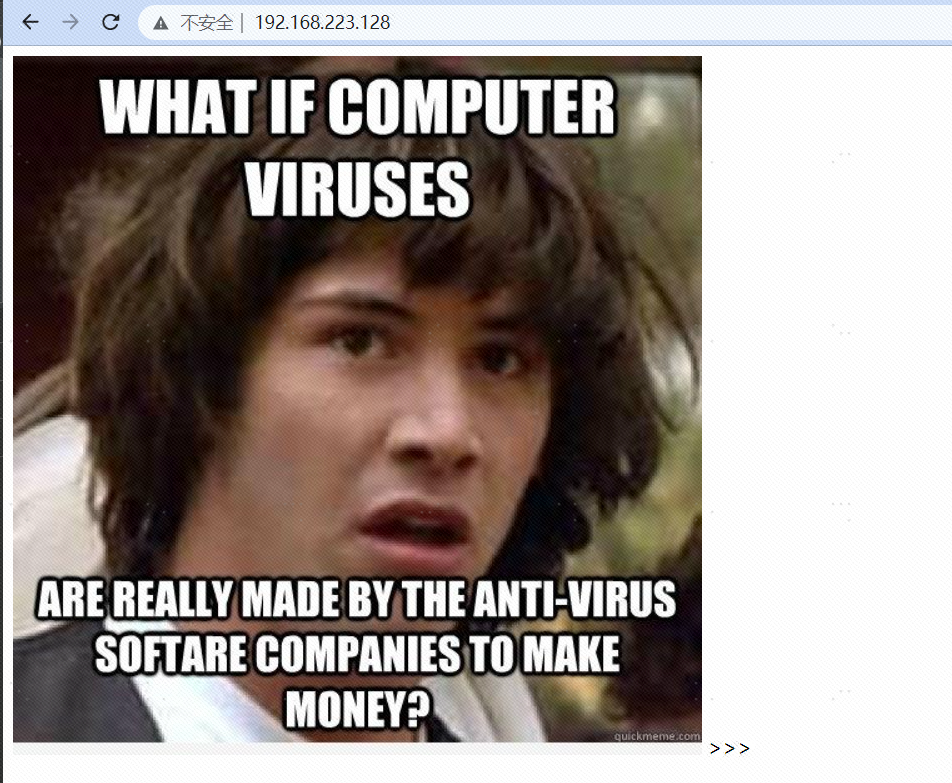 不安全 | 192.168.223.128
WHAT IF COMPUTER
VIRUSES
ARE REALLY MADE BY THE ANTI-VIRUS
SOFTARE COMPANIES TO MAKE
MONEY?
quickmeme.com
>>>